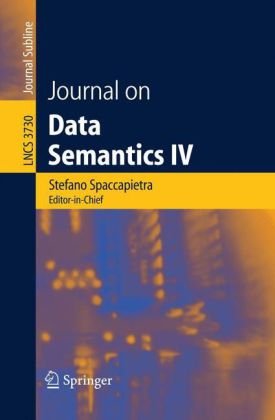 LNCS 3730
Journal Subline
Journal on
Data
Semantics IV
Stefano Spaccapietra
Editor-in-Chief
Springer